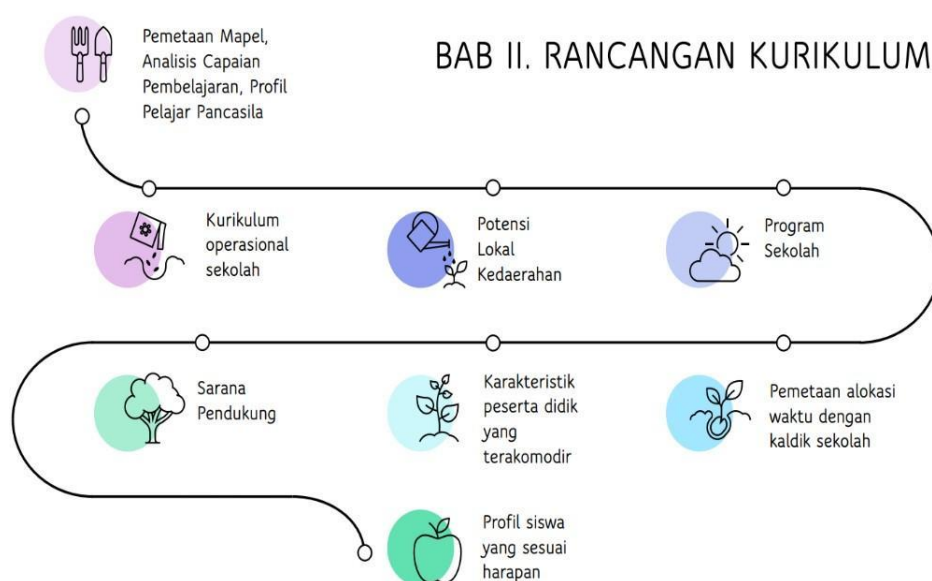 BAB II. RANCANGAN KURIKULUM
Pemetaan Mapel,
Analisis Capaian
Pembelajaran, Profil
Pelajar Pancasila
Kurikulum
operasional
sekolah
Potensi
Lokal
Kedaerahan
Program
Sekolah
Pemetaan alokasi
waktu dengan
kaldik sekolah
Karakteristik
peserta didik
yang
terakomodir
Sarana
Pendukung
Profil siswa
yang sesuai
harapan